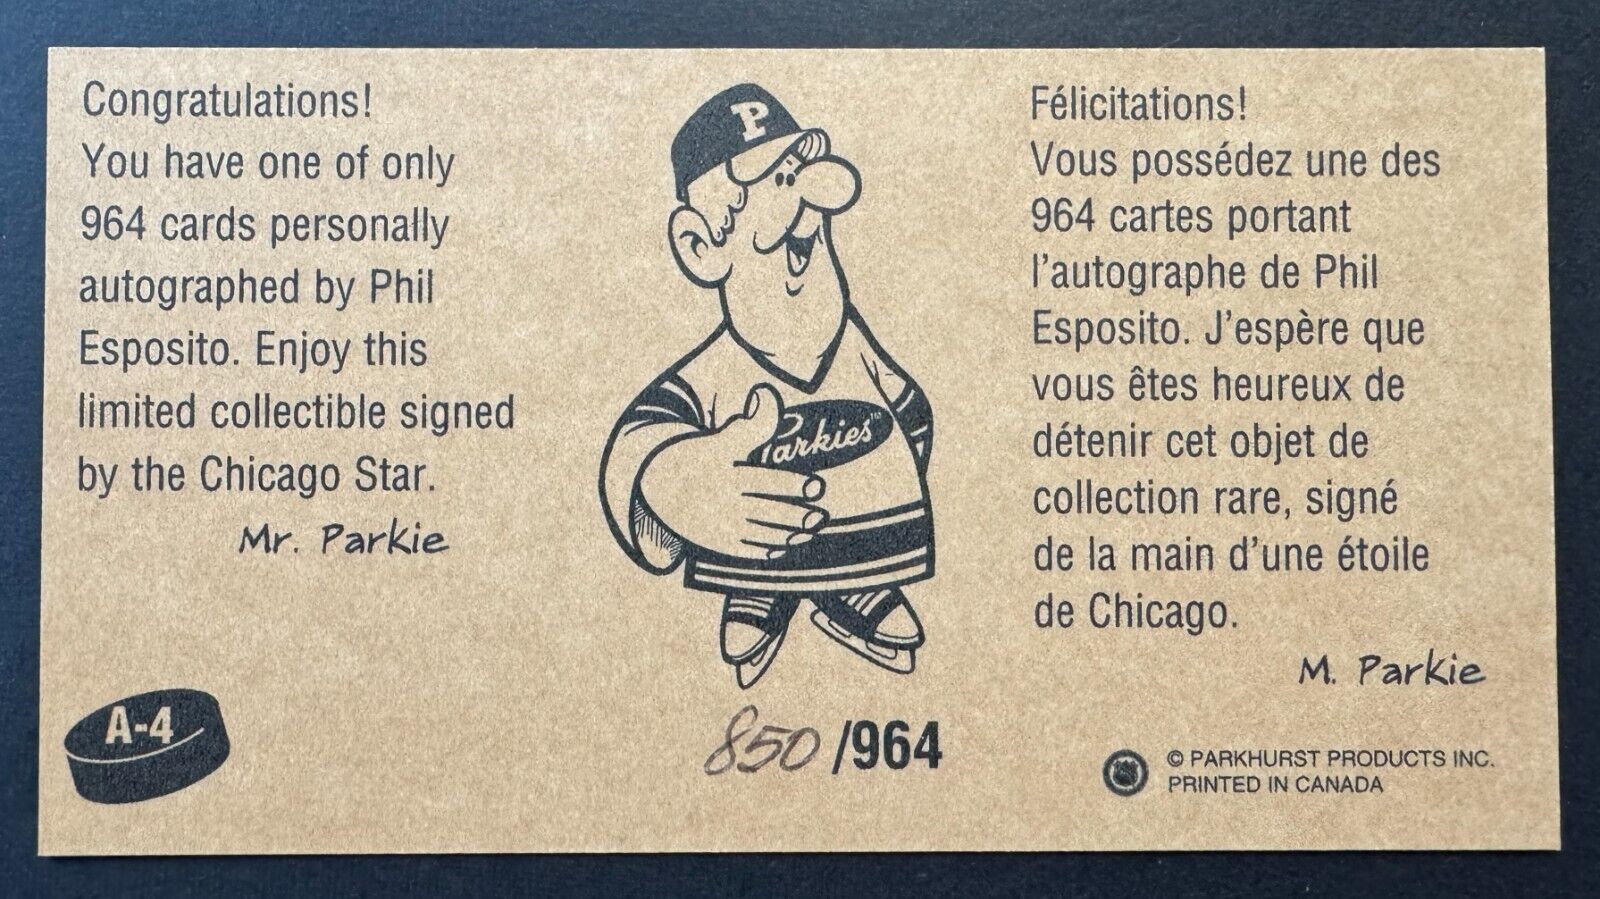 Congratulations!
You have one of only
964 cards personally
autographed by Phil
Esposito. Enjoy this
limited collectible signed
by the Chicago Star.
Mr. Parkie
A-4
P
Parkies™
850 /964
Félicitations!
Vous possédez une des
964 cartes portant
l'autographe de Phil
Esposito. J'espère que
vous êtes heureux de
détenir cet objet de
collection rare, signé
de la main d'une étoile
de Chicago.
M. Parkie
© PARKHURST PRODUCTS INC.
PRINTED IN CANADA